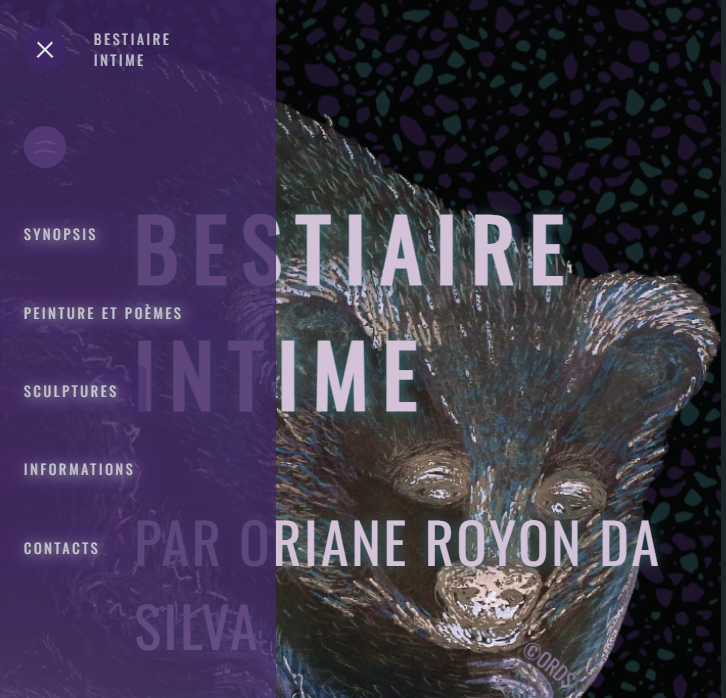 BESTIAIRE
INTIME
SYNOPSIS
PEINTURE ET POÈMES
SCULPTURES
INFORMATIONS
CONTACTS
BESTIAIRE
INTIME
PAR ORIANE ROYON DA
SILVA
©ORDS